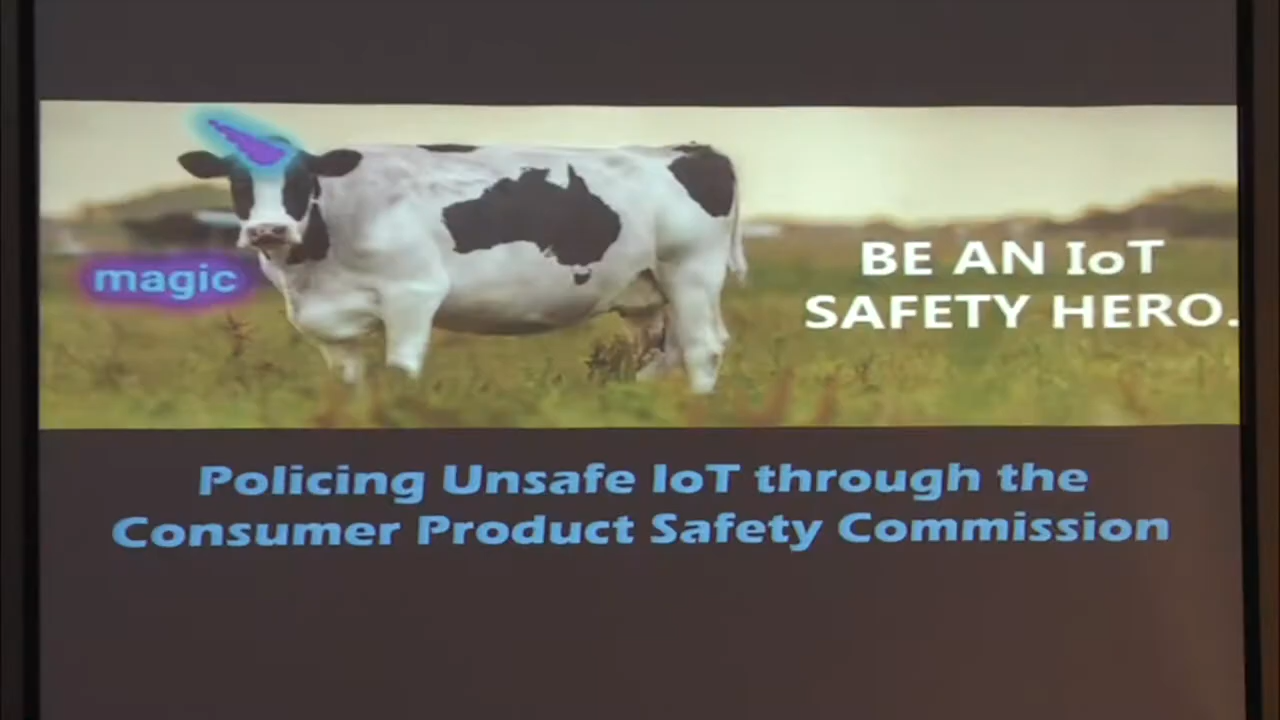 magic
BE AN IoT
SAFETY HERO.
Policing Unsafe IoT through the
Consumer Product Safety Commission